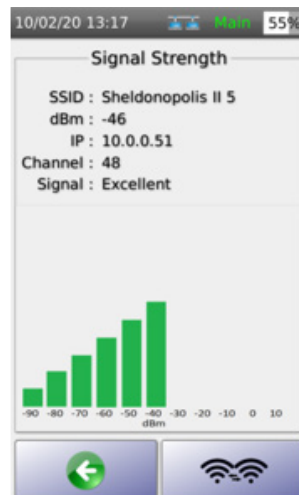 10/02/20 13:17 Main 55%
Signal Strength
SSID : Sheldonopolis II 5
dBm : -46
IP : 10.0.0.51
Channel : 48
Signal : Excellent
-90 -80 -70 -60 -50 -40 -30 -20 -10 0 10
dBm